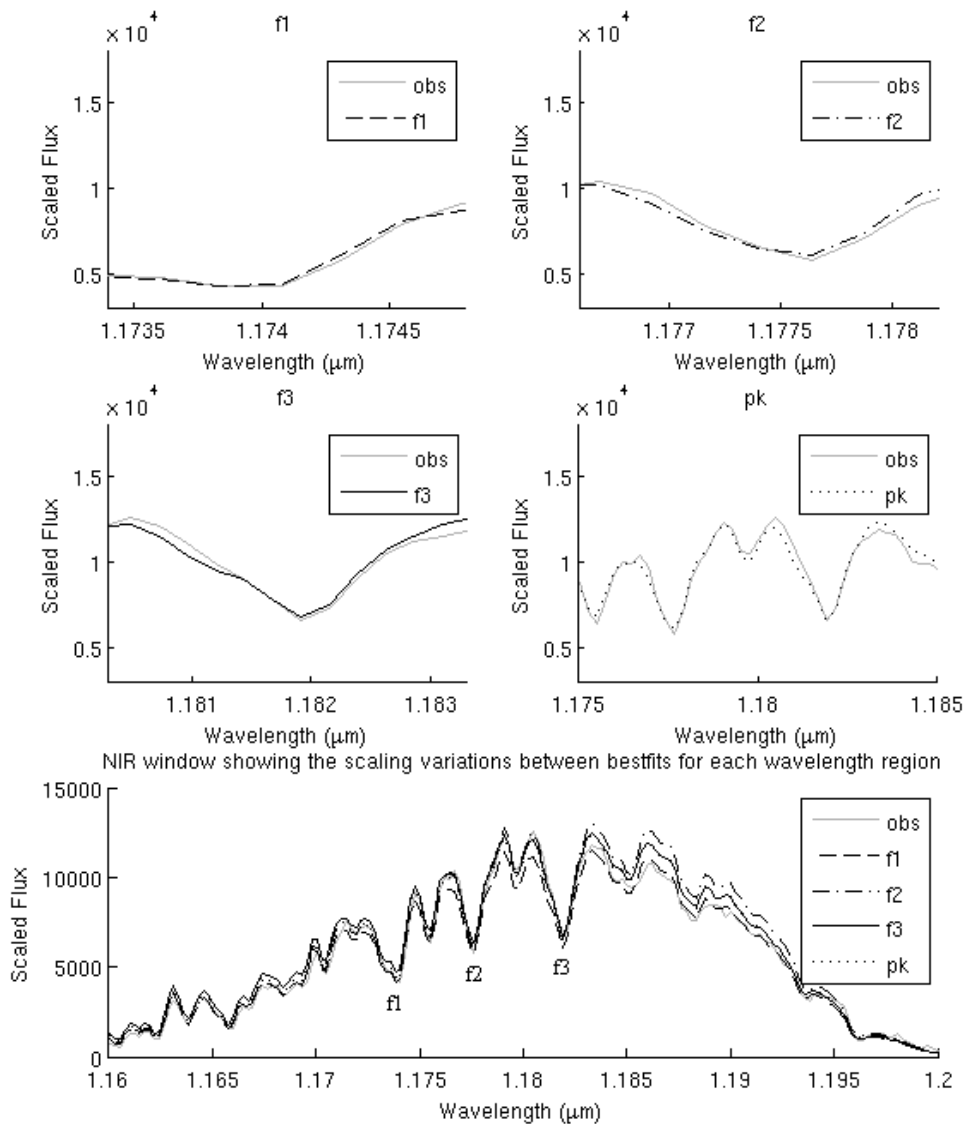 f1
× 10⁴
1.5
1
0.5
Scaled Flux
obs
f1
1.1735 1.174 1.1745
Wavelength (μm)
f2
× 10⁴
1.5
1
0.5
Scaled Flux
obs
f2
1.177 1.1775 1.178
Wavelength (μm)
f3
× 10⁴
1.5
1
0.5
Scaled Flux
obs
f3
1.181 1.182 1.183
Wavelength (μm)
pk
× 10⁴
1.5
1
0.5
Scaled Flux
obs
pk
1.175 1.18 1.185
Wavelength (μm)
NIR window showing the scaling variations between bestfits for each wavelength region
15000
10000
5000
0
Scaled Flux
obs
f1
f2
f3
pk
f1
f2
f3
1.16 1.165 1.17 1.175 1.18 1.185 1.19 1.195 1.2
Wavelength (μm)